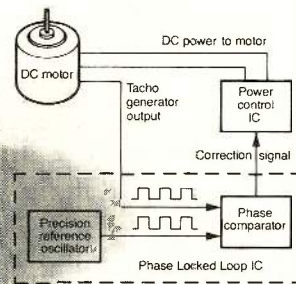 DC power to motor
DC motor
Tacho
generator
output
Power
control
IC
Correction signal
Precision
reference
oscillator
Phase
comparator
Phase Locked Loop IC